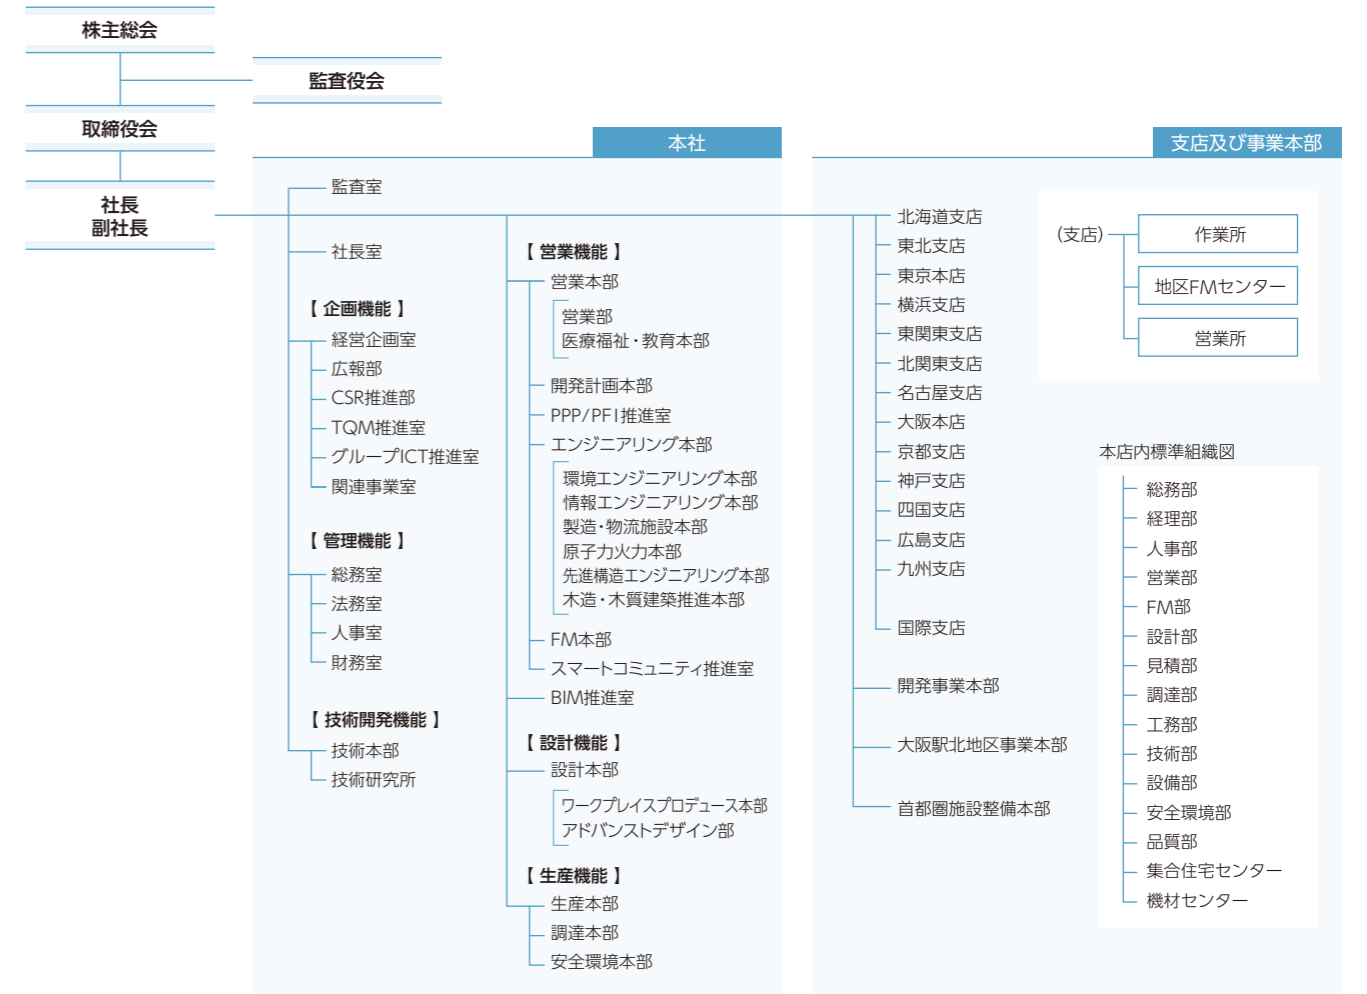 株主総会
監査役会
取締役会
社長
副社長
本社
監査室
社長室
【 企画機能 】
経営企画室
広報部
CSR推進部
TQM推進室
グループICT推進室
関連事業室
【 管理機能 】
総務室
法務室
人事室
財務室
【 技術開発機能 】
技術本部
技術研究所
【 営業機能 】
営業本部
営業部
医療福祉・教育本部
開発計画本部
PPP/PFI推進室
エンジニアリング本部
環境エンジニアリング本部
情報エンジニアリング本部
製造・物流施設本部
原子力火力本部
先進構造エンジニアリング本部
木造・木質建築推進本部
FM本部
スマートコミュニティ推進室
BIM推進室
【 設計機能 】
設計本部
ワークプレイスプロデュース本部
アドバンストデザイン部
【 生産機能 】
生産本部
調達本部
安全環境本部
支店及び事業本部
北海道支店
東北支店
東京本店
横浜支店
東関東支店
北関東支店
名古屋支店
大阪本店
京都支店
神戸支店
四国支店
広島支店
九州支店
国際支店
開発事業本部
大阪駅北地区事業本部
首都圏施設整備本部
(支店)
作業所
地区FMセンター
営業所
本店内標準組織図
総務部
経理部
人事部
営業部
FM部
設計部
見積部
調達部
工務部
技術部
設備部
安全環境部
品質部
集合住宅センター
機材センター